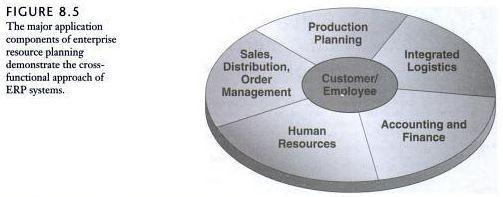 FIGURE 8.5
The major application
components of enterprise
resource planning
demonstrate the cross-
functional approach of
ERP systems.
Production
Planning
Sales,
Distribution,
Order
Management
Integrated
Logistics
Customer/
Employee
Human
Resources
Accounting and
Finance